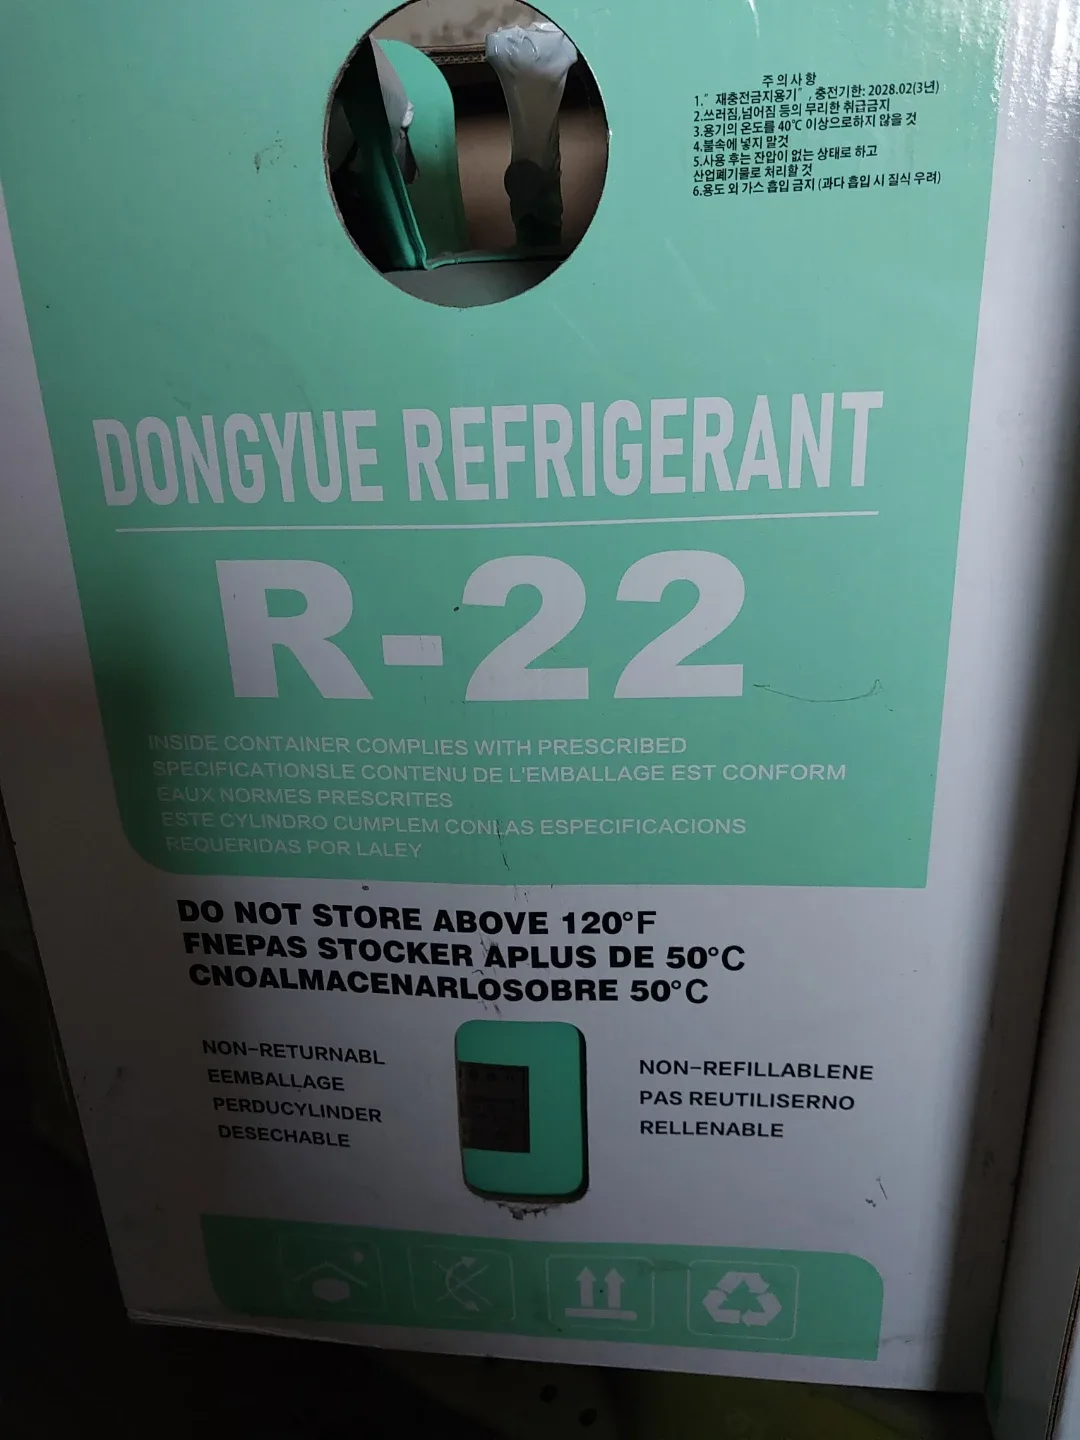 주 의 사 항
1.＂재충전금지용기＂, 충전기한: 2028.02(3년)
2.쓰러짐,넘어짐 등의 무리한 취급금지
3.용기의 온도를 40℃ 이상으로하지 않을 것
4.불속에 넣지 말것
5.사용 후는 잔압이 없는 상태로 하고
산업폐기물로 처리할 것
6.용도 외 가스 흡입 금지 (과다 흡입 시 질식 우려)
DONGYUE REFRIGERANT
R-22
INSIDE CONTAINER COMPLIES WITH PRESCRIBED
SPECIFICATIONSLE CONTENU DE L'EMBALLAGE EST CONFORM
EAUX NORMES PRESCRITES
ESTE CYLINDRO CUMPLEM CONLAS ESPECIFICACIONS
REQUERIDAS POR LALEY
DO NOT STORE ABOVE 120°F
FNEPAS STOCKER APLUS DE 50°C
CNOALMACENARLOSOBRE 50°C
NON-RETURNABL
EEMBALLAGE
PERDUCYLINDER
DESECHABLE
NON-REFILLABLENE
PAS REUTILISERNO
RELLENABLE